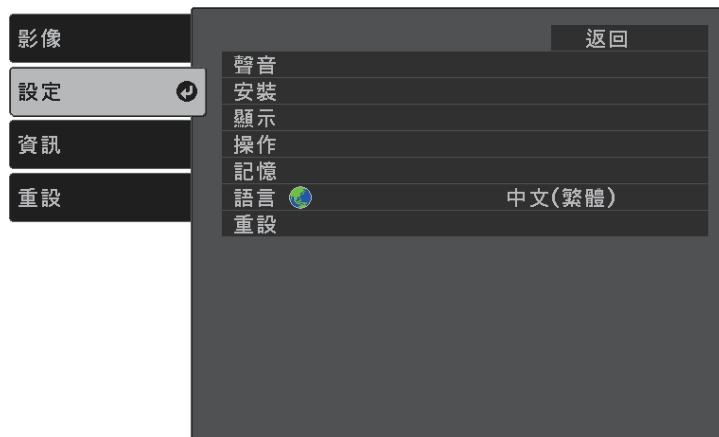 影像
設定
資訊
重設
返回
聲音
安裝
顯示
操作
記憶
語言 中文(繁體)
重設